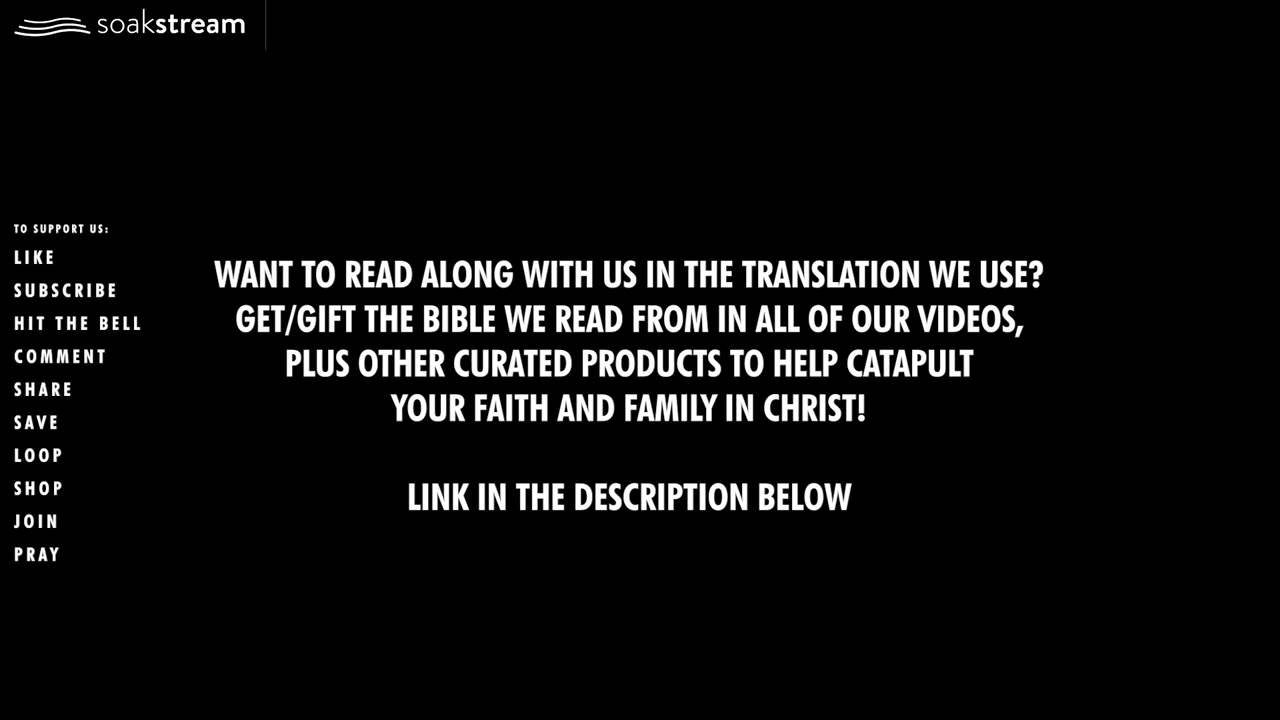 soakstream
TO SUPPORT US:
LIKE
SUBSCRIBE
HIT THE BELL
COMMENT
SHARE
SAVE
LOOP
SHOP
JOIN
PRAY
WANT TO READ ALONG WITH US IN THE TRANSLATION WE USE?
GET/GIFT THE BIBLE WE READ FROM IN ALL OF OUR VIDEOS,
PLUS OTHER CURATED PRODUCTS TO HELP CATAPULT
YOUR FAITH AND FAMILY IN CHRIST!
LINK IN THE DESCRIPTION BELOW